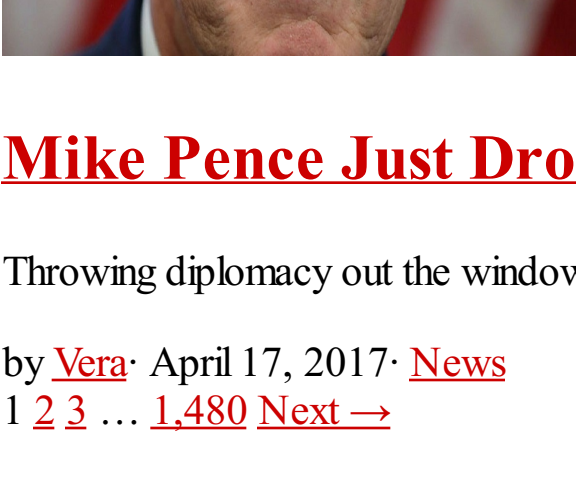 Mike Pence Just Dro
Throwing diplomacy out the window
by Vera· April 17, 2017· News
1 2 3 … 1,480 Next →